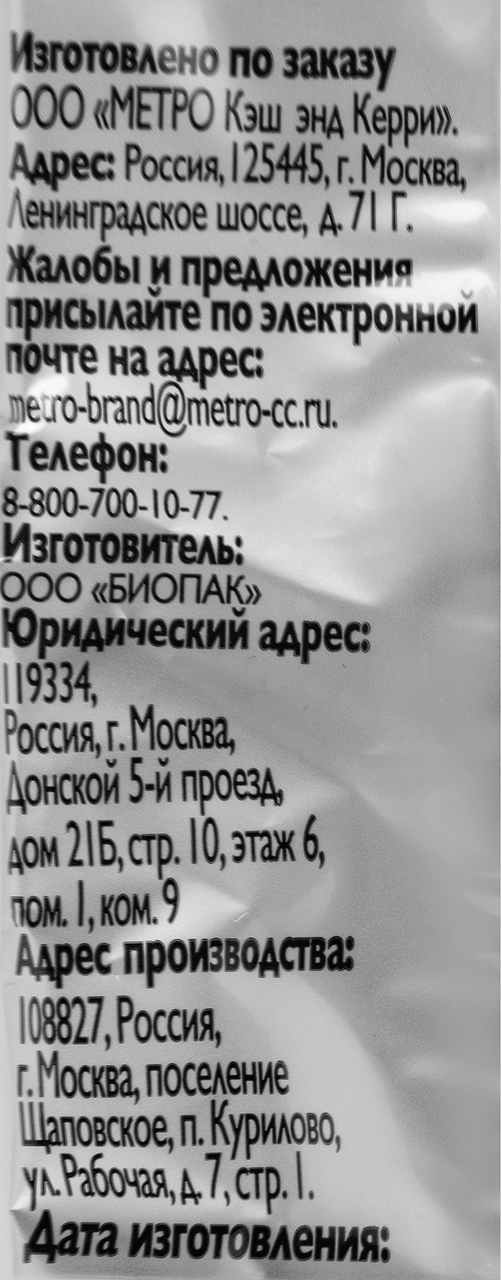 Изготовлено по заказу
ООО «МЕТРО Кэш энд Керри».
Адрес: Россия, 125445, г. Москва,
Ленинградское шоссе, д. 71 Г.
Жалобы и предложения
присылайте по электронной
почте на адрес:
metro-brand@metro-cc.ru.
Телефон:
8-800-700-10-77.
Изготовитель:
ООО «БИОПАК»
Юридический адрес:
119334,
Россия, г. Москва,
Донской 5-й проезд,
дом 21Б, стр. 10, этаж 6,
пом. 1, ком. 9
Адрес производства:
108827, Россия,
г. Москва, поселение
Щаповское, п. Курилово,
ул. Рабочая, д. 7, стр. 1.
Дата изготовления: